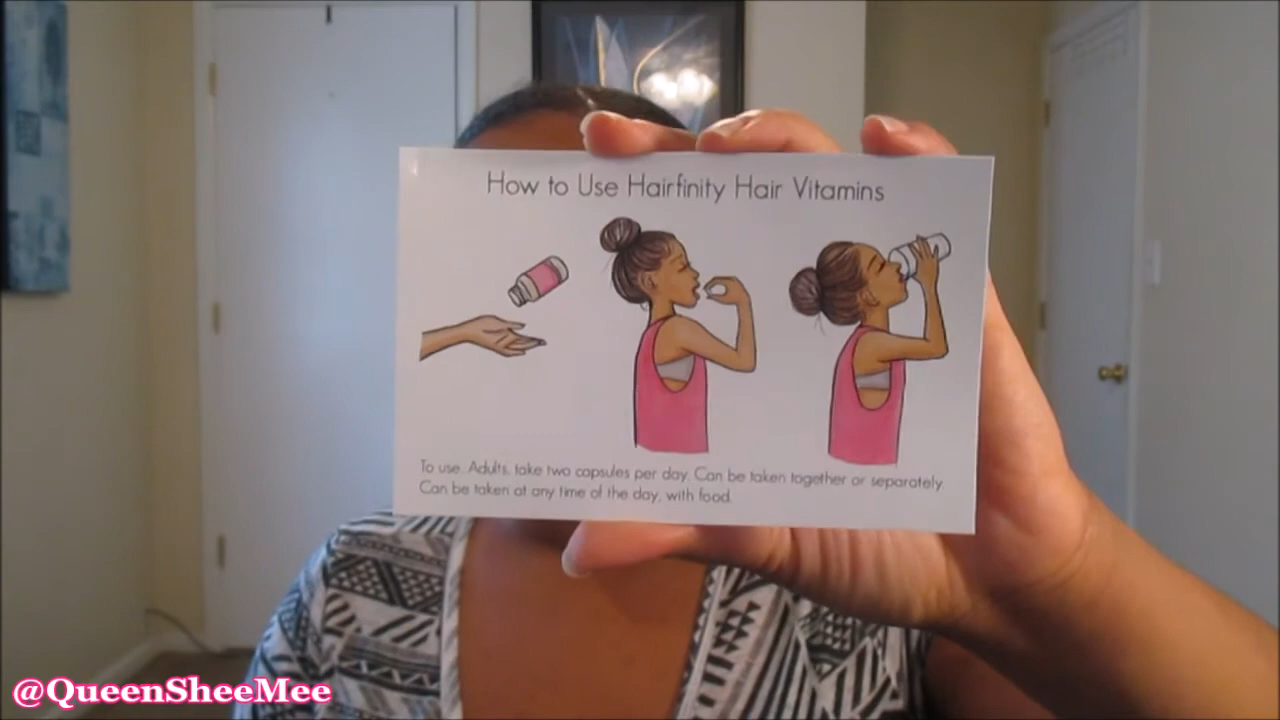 How to Use Hairfinity Hair Vitamins
To use. Adults, take two capsules per day. Can be taken together or separately.
Can be taken at any time of the day, with food.
@QueenSheeMee